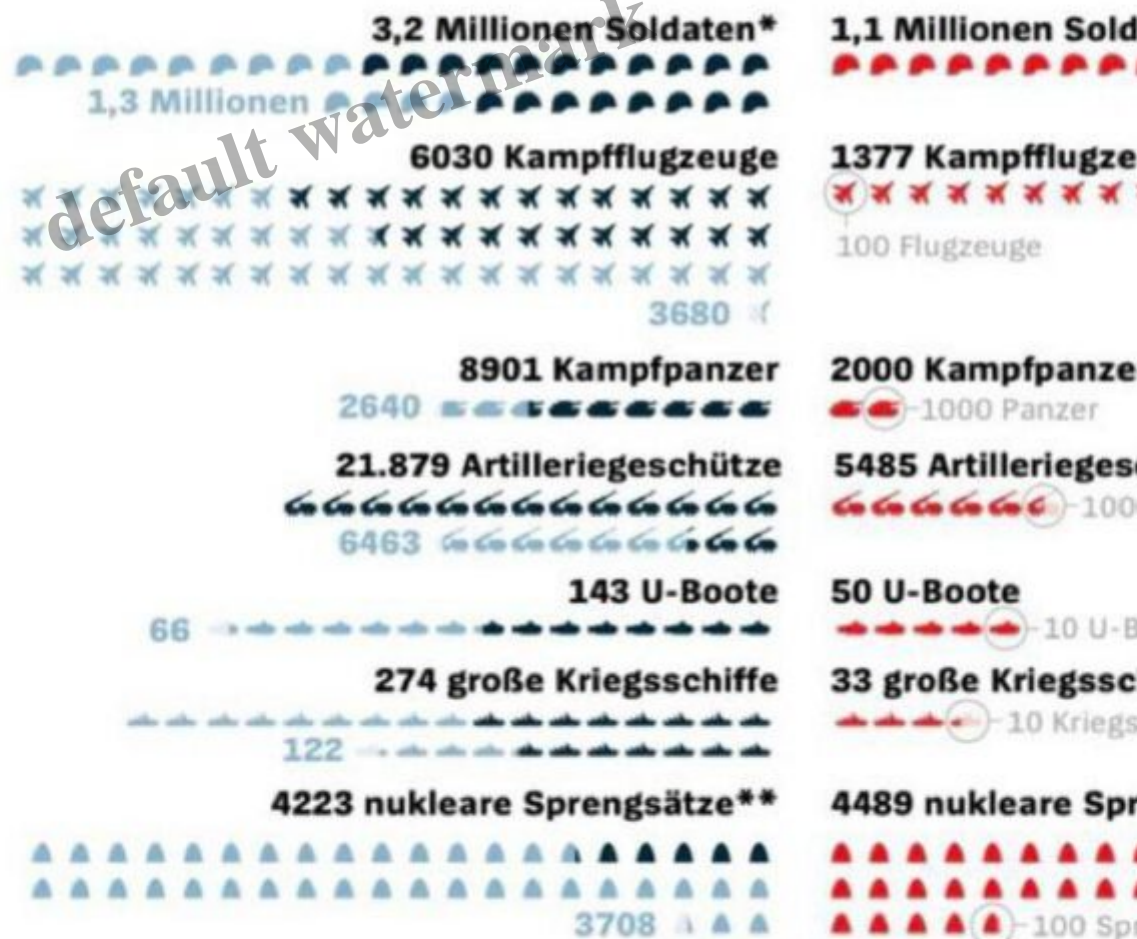 3,2 Millionen Soldaten*
1,3 Millionen
6030 Kampfflugzeuge
3680
8901 Kampfpanzer
2640
21.879 Artilleriegeschütze
6463
143 U-Boote
66
274 große Kriegsschiffe
122
4223 nukleare Sprengsätze**
3708
1,1 Millionen Sold
1377 Kampfflugze
100 Flugzeuge
2000 Kampfpanze
1000 Panzer
5485 Artilleriegesc
100
50 U-Boote
10 U-B
33 große Kriegssc
10 Kriegs
4489 nukleare Spr
100 Spr
default watermark